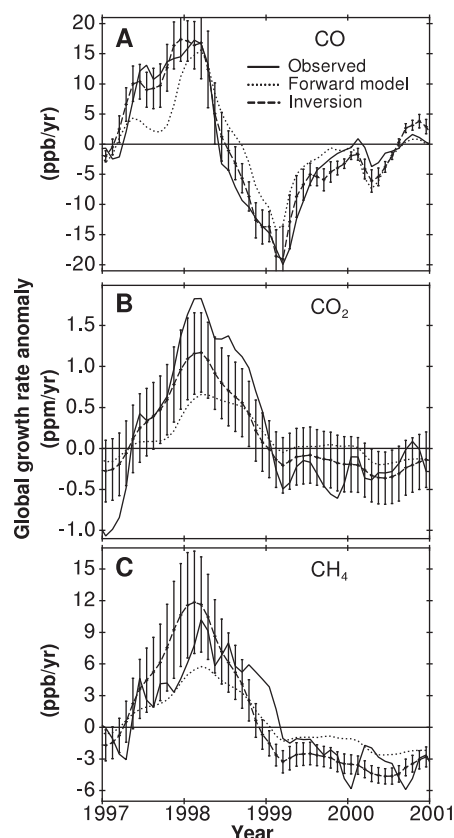 A
CO
Observed
Forward model
Inversion
20
15
10
5
0
-5
-10
-15
-20
(ppb/yr)
B
CO2
1.5
1.0
0.5
0.0
-0.5
-1.0
Global growth rate anomaly
(ppm/yr)
C
CH4
15
12
9
6
3
0
-3
-6
(ppb/yr)
1997
1998
1999
2000
2001
Year